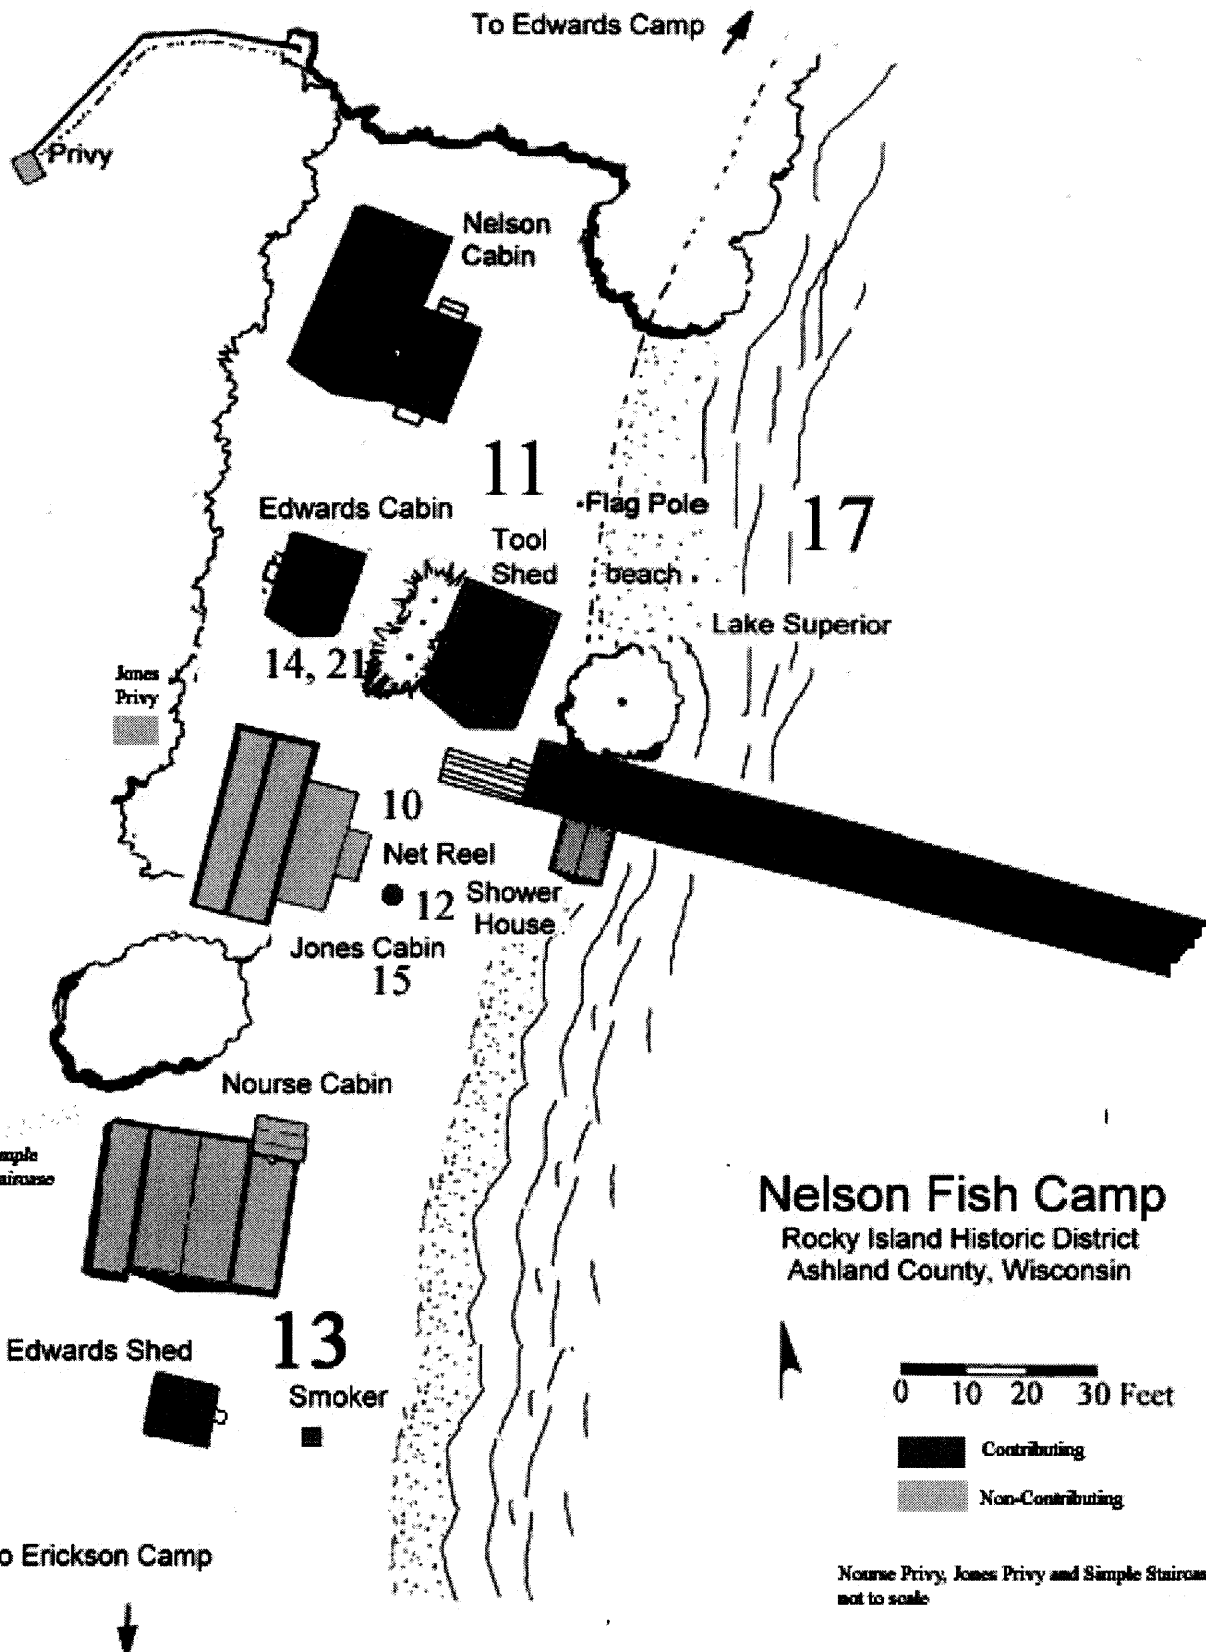 To Edwards Camp
Privy
Nelson
Cabin
11
17
Edwards Cabin
Flag Pole
Tool
Shed
beach
Lake Superior
14, 21
Jones
Privy
10
Net Reel
12
Shower
House
Jones Cabin
15
Nourse Cabin
Nelson Fish Camp
Rocky Island Historic District
Ashland County, Wisconsin
13
Edwards Shed
Smoker
0 10 20 30 Feet
Contributing
Non-Contributing
o Erickson Camp
Nourse Privy, Jones Privy and Simple Staircas
not to scale